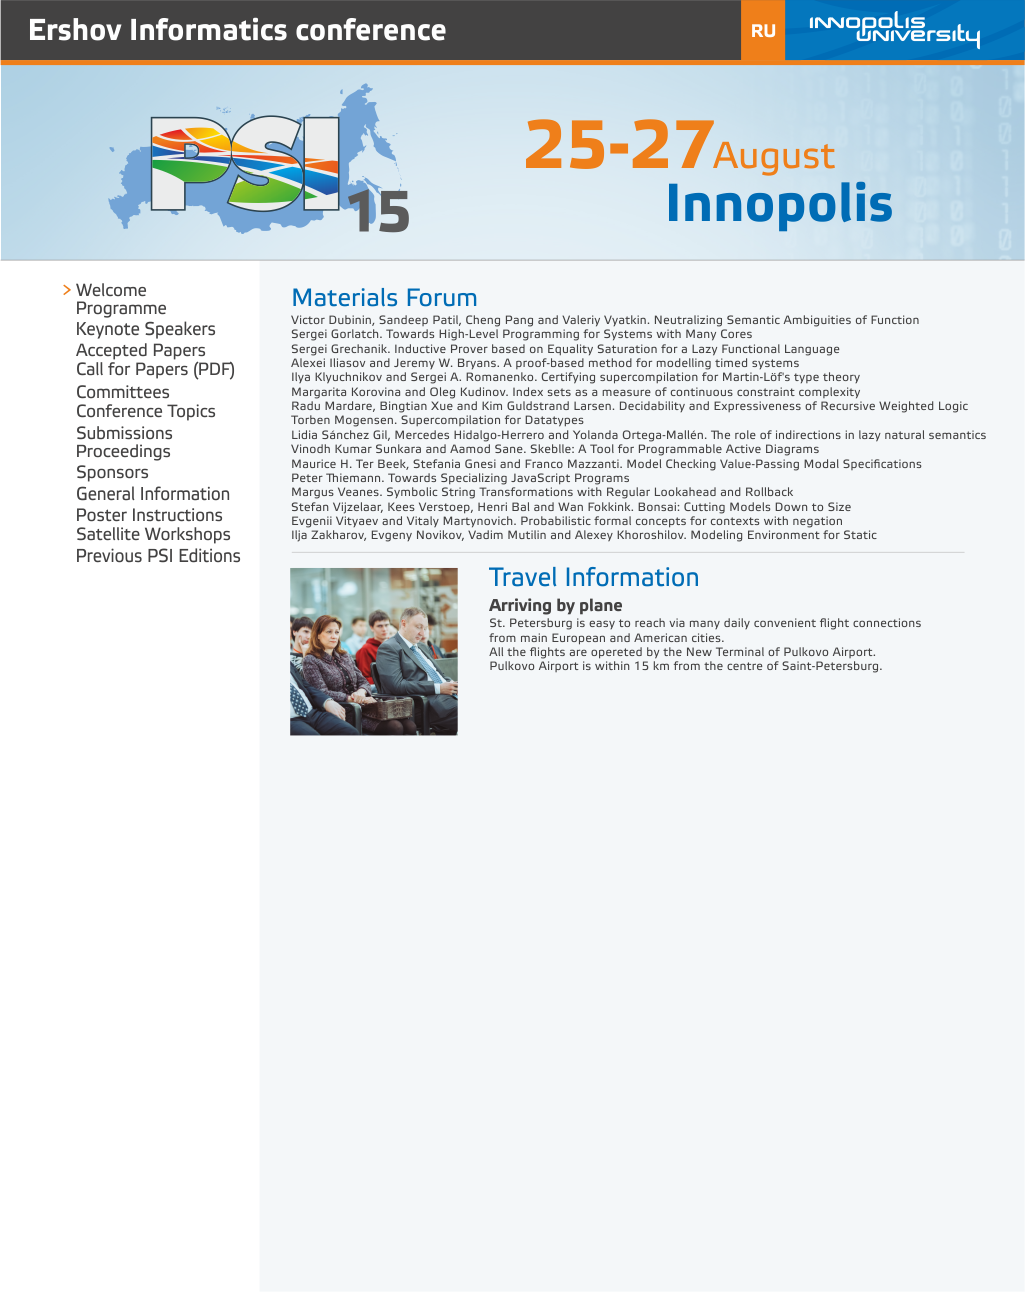 Ershov Informatics conference
RU
INNOPOLIS
UNIVERSITY
PSI
15
25-27 August
Innopolis
> Welcome
Programme
Keynote Speakers
Accepted Papers
Call for Papers (PDF)
Committees
Conference Topics
Submissions
Proceedings
Sponsors
General Information
Poster Instructions
Satellite Workshops
Previous PSI Editions
Materials Forum
Victor Dubinin, Sandeep Patil, Cheng Pang and Valeriy Vyatkin. Neutralizing Semantic Ambiguities of Function
Sergei Gorlatch. Towards High-Level Programming for Systems with Many Cores
Sergei Grechanik. Inductive Prover based on Equality Saturation for a Lazy Functional Language
Alexei Iliasov and Jeremy W. Bryans. A proof-based method for modelling timed systems
Ilya Klyuchnikov and Sergei A. Romanenko. Certifying supercompilation for Martin-Löf's type theory
Margarita Korovina and Oleg Kudinov. Index sets as a measure of continuous constraint complexity
Radu Mardare, Bingtian Xue and Kim Guldstrand Larsen. Decidability and Expressiveness of Recursive Weighted Logic
Torben Mogensen. Supercompilation for Datatypes
Lidia Sánchez Gil, Mercedes Hidalgo-Herrero and Yolanda Ortega-Mallén. The role of indirections in lazy natural semantics
Vinodh Kumar Sunkara and Aamod Sane. Skeblle: A Tool for Programmable Active Diagrams
Maurice H. Ter Beek, Stefania Gnesi and Franco Mazzanti. Model Checking Value-Passing Modal Specifications
Peter Thiemann. Towards Specializing JavaScript Programs
Margus Veanes. Symbolic String Transformations with Regular Lookahead and Rollback
Stefan Vijzelaar, Kees Verstoep, Henri Bal and Wan Fokkink. Bonsai: Cutting Models Down to Size
Evgenii Vityaev and Vitaly Martynovich. Probabilistic formal concepts for contexts with negation
Ilja Zakharov, Evgeny Novikov, Vadim Mutilin and Alexey Khoroshilov. Modeling Environment for Static
Travel Information
Arriving by plane
St. Petersburg is easy to reach via many daily convenient flight connections
from main European and American cities.
All the flights are opereted by the New Terminal of Pulkovo Airport.
Pulkovo Airport is within 15 km from the centre of Saint-Petersburg.